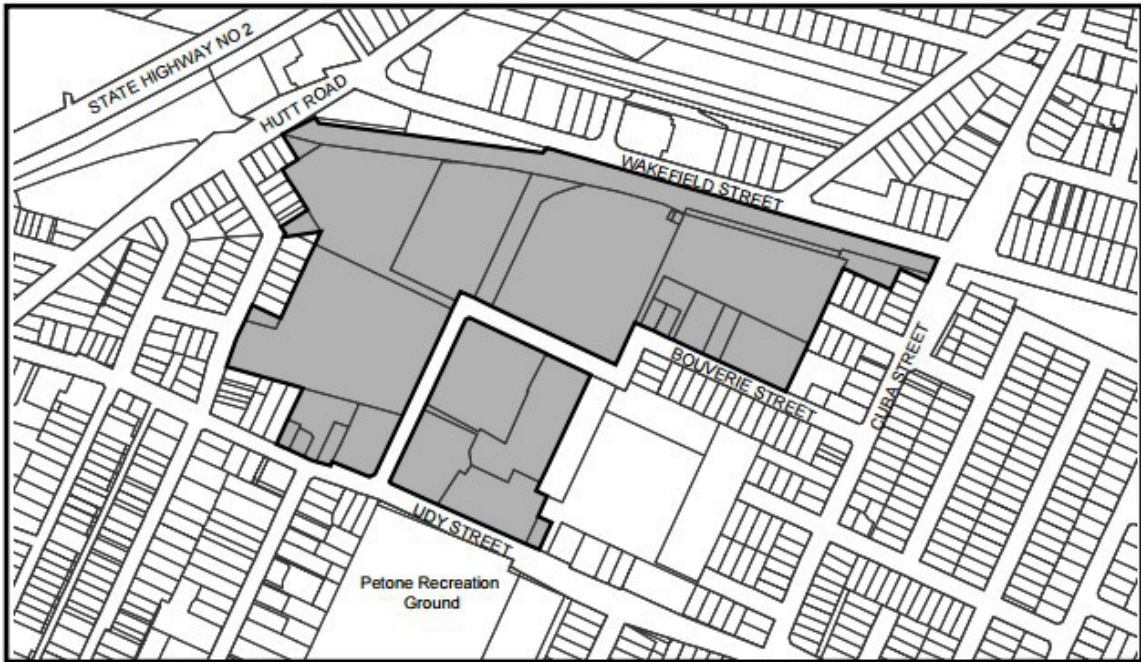 STATE HIGHWAY NO 2
HUTT ROAD
WAKEFIELD STREET
BOUVERIE STREET
CUBA STREET
UDY STREET
Petone Recreation
Ground